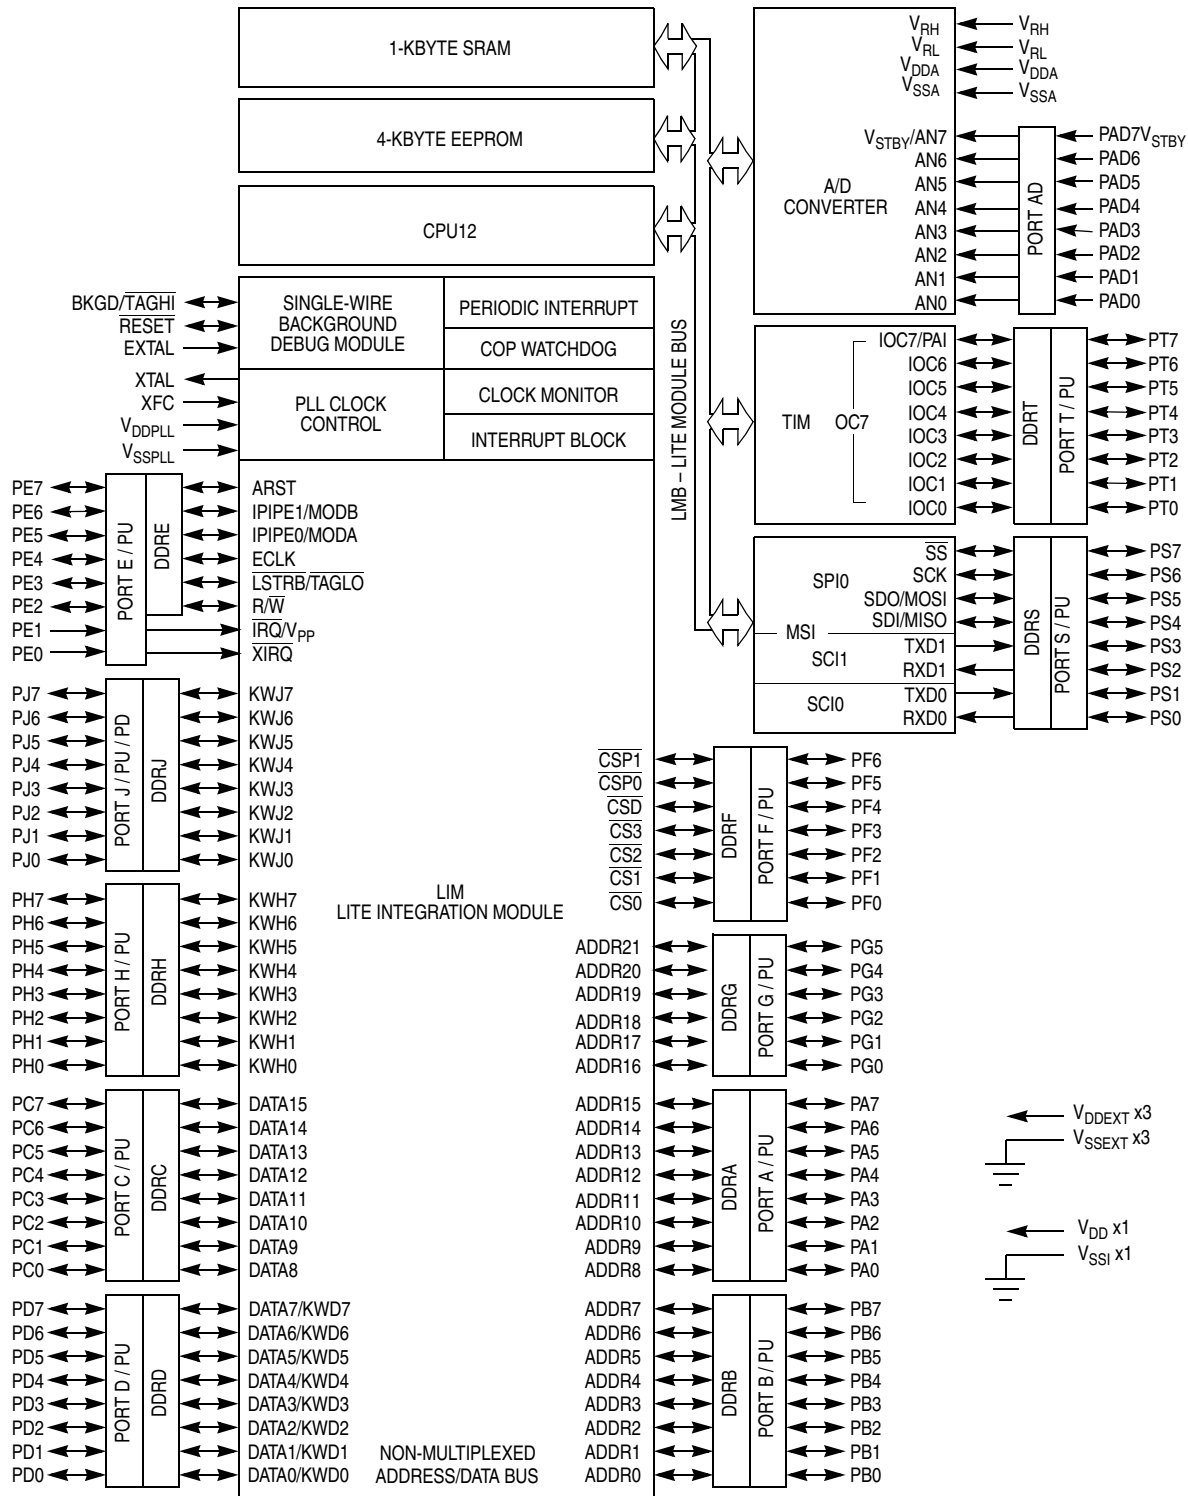 1-KBYTE SRAM
4-KBYTE EEPROM
CPU12
BKGD/TAGHI
RESET
EXTAL
XTAL
XFC
VDDPLL
VSSPLL
SINGLE-WIRE
BACKGROUND
DEBUG MODULE
PLL CLOCK
CONTROL
PERIODIC INTERRUPT
COP WATCHDOG
CLOCK MONITOR
INTERRUPT BLOCK
LMB – LITE MODULE BUS
VRH VRH
VRL VRL
VDDA VDDA
VSSA VSSA
A/D
CONVERTER
PORT AD
VSTBY/AN7 PAD7VSTBY
AN6 PAD6
AN5 PAD5
AN4 PAD4
AN3 PAD3
AN2 PAD2
AN1 PAD1
AN0 PAD0
TIM OC7
DDRT
PORT T / PU
IOC7/PAI PT7
IOC6 PT6
IOC5 PT5
IOC4 PT4
IOC3 PT3
IOC2 PT2
IOC1 PT1
IOC0 PT0
SPI0
MSI
SCI1
SCI0
DDRS
PORT S / PU
SS PS7
SCK PS6
SDO/MOSI PS5
SDI/MISO PS4
TXD1 PS3
RXD1 PS2
TXD0 PS1
RXD0 PS0
PORT E / PU
DDRE
PE7 ARST
PE6 IPIPE1/MODB
PE5 IPIPE0/MODA
PE4 ECLK
PE3 LSTRB/TAGLO
PE2 R/W
PE1 IRQ/VPP
PE0 XIRQ
PORT J / PU / PD
DDRJ
PJ7 KWJ7
PJ6 KWJ6
PJ5 KWJ5
PJ4 KWJ4
PJ3 KWJ3
PJ2 KWJ2
PJ1 KWJ1
PJ0 KWJ0
PORT H / PU
DDRH
PH7 KWH7
PH6 KWH6
PH5 KWH5
PH4 KWH4
PH3 KWH3
PH2 KWH2
PH1 KWH1
PH0 KWH0
PORT C / PU
DDRC
PC7 DATA15
PC6 DATA14
PC5 DATA13
PC4 DATA12
PC3 DATA11
PC2 DATA10
PC1 DATA9
PC0 DATA8
PORT D / PU
DDRD
PD7 DATA7/KWD7
PD6 DATA6/KWD6
PD5 DATA5/KWD5
PD4 DATA4/KWD4
PD3 DATA3/KWD3
PD2 DATA2/KWD2
PD1 DATA1/KWD1
PD0 DATA0/KWD0
LIM
LITE INTEGRATION MODULE
NON-MULTIPLEXED
ADDRESS/DATA BUS
DDRF
PORT F / PU
CSP1 PF6
CSP0 PF5
CSD PF4
CS3 PF3
CS2 PF2
CS1 PF1
CS0 PF0
DDRG
PORT G / PU
ADDR21 PG5
ADDR20 PG4
ADDR19 PG3
ADDR18 PG2
ADDR17 PG1
ADDR16 PG0
DDRA
PORT A / PU
ADDR15 PA7
ADDR14 PA6
ADDR13 PA5
ADDR12 PA4
ADDR11 PA3
ADDR10 PA2
ADDR9 PA1
ADDR8 PA0
DDRB
PORT B / PU
ADDR7 PB7
ADDR6 PB6
ADDR5 PB5
ADDR4 PB4
ADDR3 PB3
ADDR2 PB2
ADDR1 PB1
ADDR0 PB0
VDDEXT x3
VSSEXT x3
VDD x1
VSSI x1